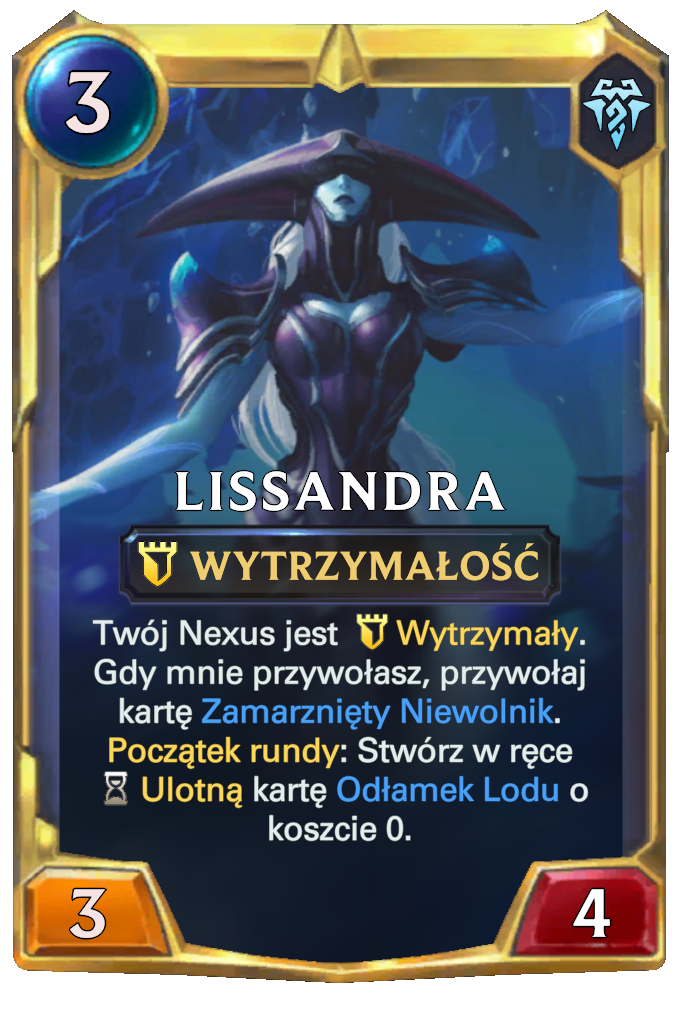 3
LISSANDRA
WYTRZYMAŁOŚĆ
Twój Nexus jest Wytrzymały.
Gdy mnie przywołasz, przywołaj
kartę Zamarznięty Niewolnik.
Początek rundy: Stwórz w ręce
Ulotną kartę Odłamek Lodu o
koszcie 0.
3
4